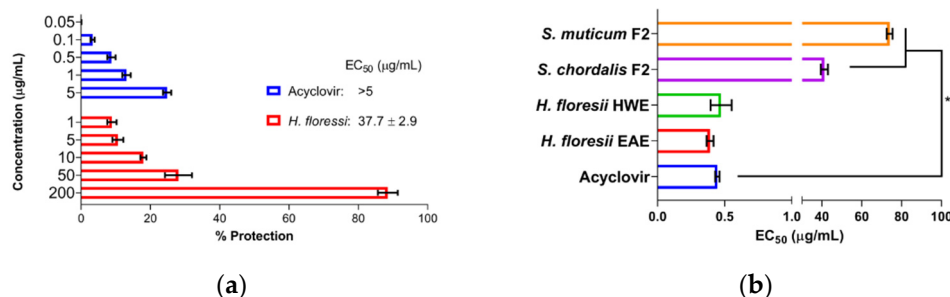 Concentration (µg/mL)
0.05
0.1
0.5
1
5
1
5
10
50
200
EC50 (µg/mL)
Acyclovir: >5
H. floressi: 37.7 ± 2.9
0 20 40 60 80 100
% Protection
(a)
S. muticum F2
S. chordalis F2
H. floresii HWE
H. floresii EAE
Acyclovir
*
0.0 0.5 1.0 40 60 80 100
EC50 (µg/mL)
(b)